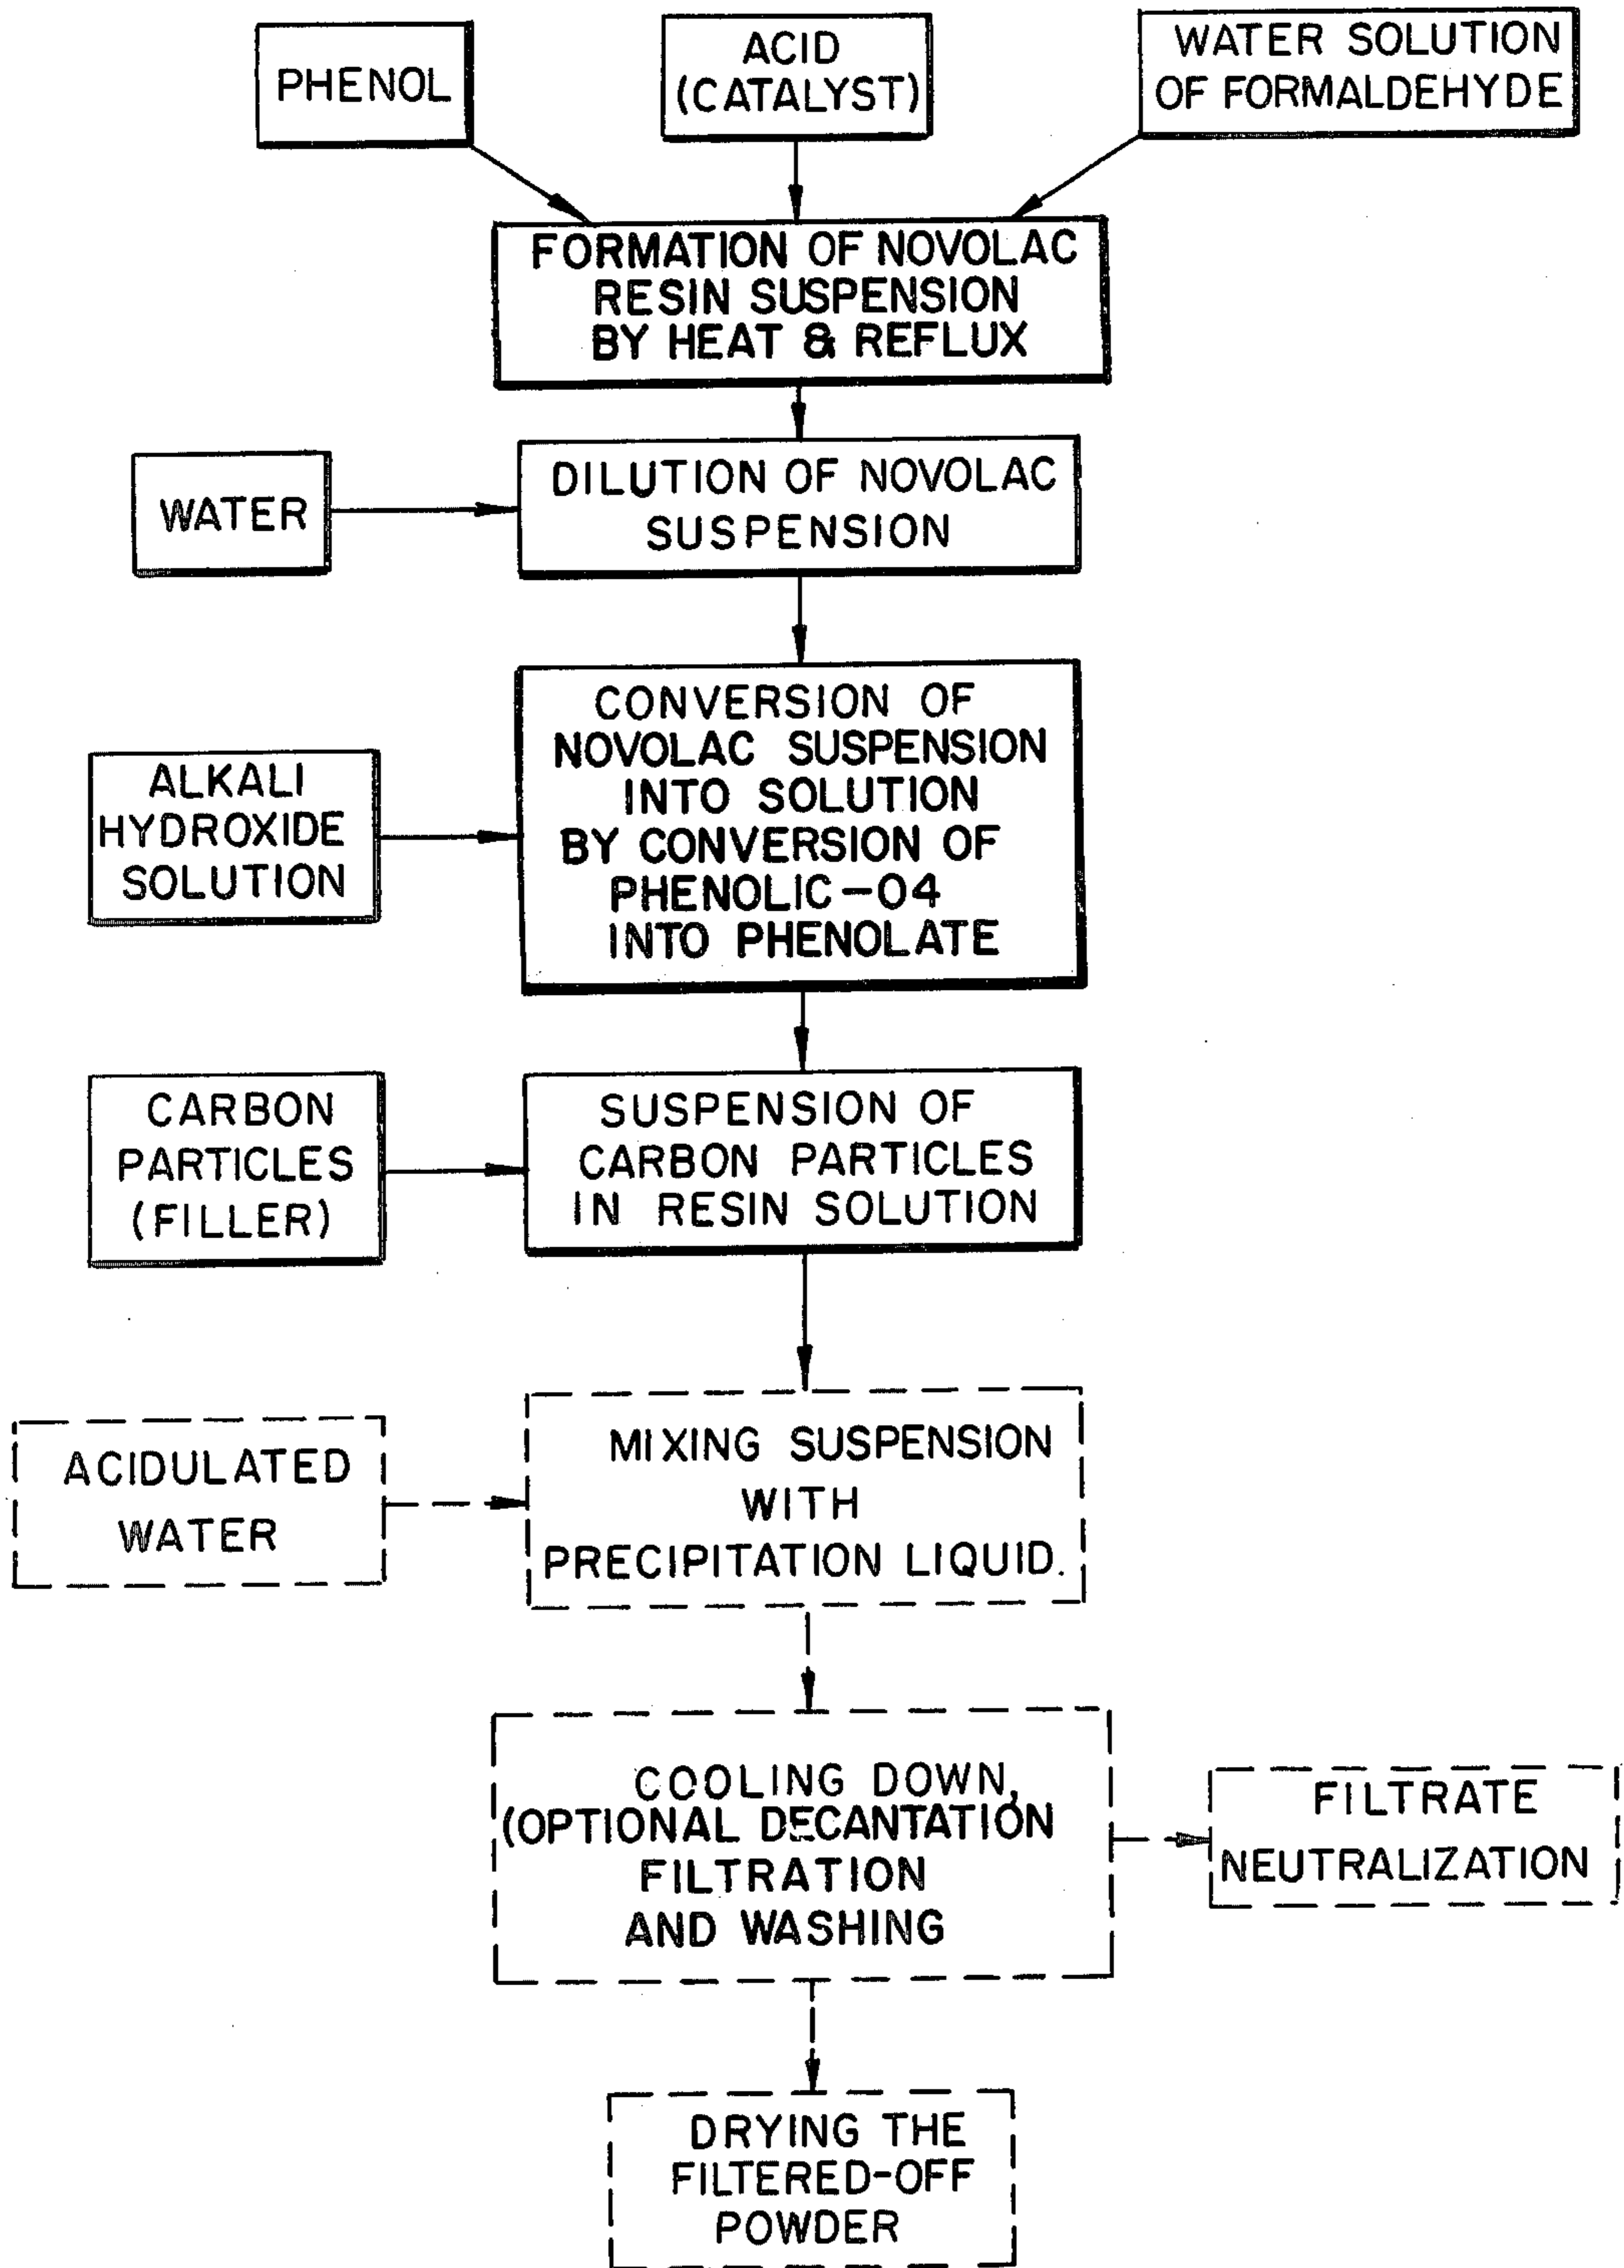 PHENOL
ACID
(CATALYST)
WATER SOLUTION
OF FORMALDEHYDE
FORMATION OF NOVOLAC
RESIN SUSPENSION
BY HEAT & REFLUX
WATER
DILUTION OF NOVOLAC
SUSPENSION
ALKALI
HYDROXIDE
SOLUTION
CONVERSION OF
NOVOLAC SUSPENSION
INTO SOLUTION
BY CONVERSION OF
PHENOLIC-04
INTO PHENOLATE
CARBON
PARTICLES
(FILLER)
SUSPENSION OF
CARBON PARTICLES
IN RESIN SOLUTION
ACIDULATED
WATER
MIXING SUSPENSION
WITH
PRECIPITATION LIQUID.
COOLING DOWN,
(OPTIONAL DECANTATION
FILTRATION
AND WASHING
FILTRATE
NEUTRALIZATION
DRYING THE
FILTERED-OFF
POWDER